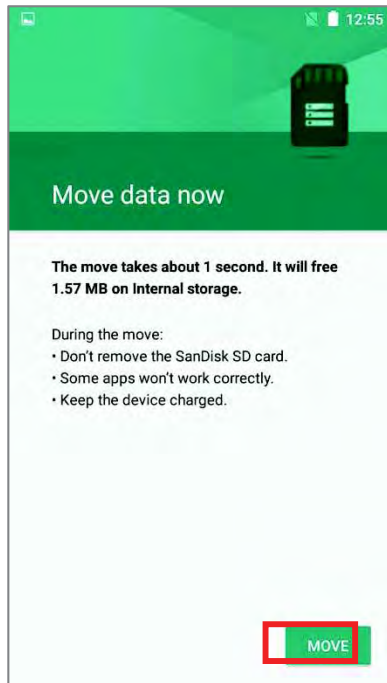 12:55
Move data now
The move takes about 1 second. It will free
1.57 MB on Internal storage.
During the move:
• Don't remove the SanDisk SD card.
• Some apps won't work correctly.
• Keep the device charged.
MOVE